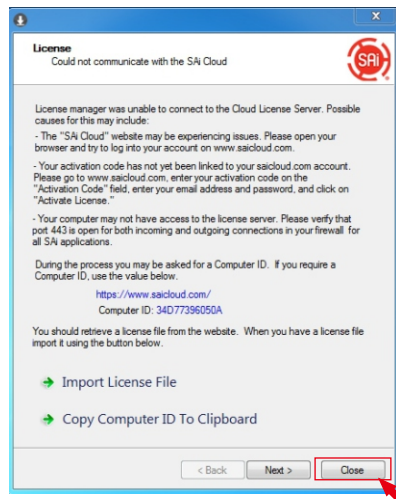 x
License
Could not communicate with the SAi Cloud
SAi
License manager was unable to connect to the Cloud License Server. Possible
causes for this may include:
- The "SAi Cloud" website may be experiencing issues. Please open your
browser and try to log into your account on www.saicloud.com.
- Your activation code has not yet been linked to your saicloud.com account.
Please go to www.saicloud.com, enter your activation code on the
"Activation Code" field, enter your email address and password, and click on
"Activate License."
- Your computer may not have access to the license server. Please verify that
port 443 is open for both incoming and outgoing connections in your firewall for
all SAi applications.
During the process you may be asked for a Computer ID. If you require a
Computer ID, use the value below.
https://www.saicloud.com/
Computer ID: 34D77396050A
You should retrieve a license file from the website. When you have a license file
import it using the button below.
Import License File
Copy Computer ID To Clipboard
< Back Next > Close